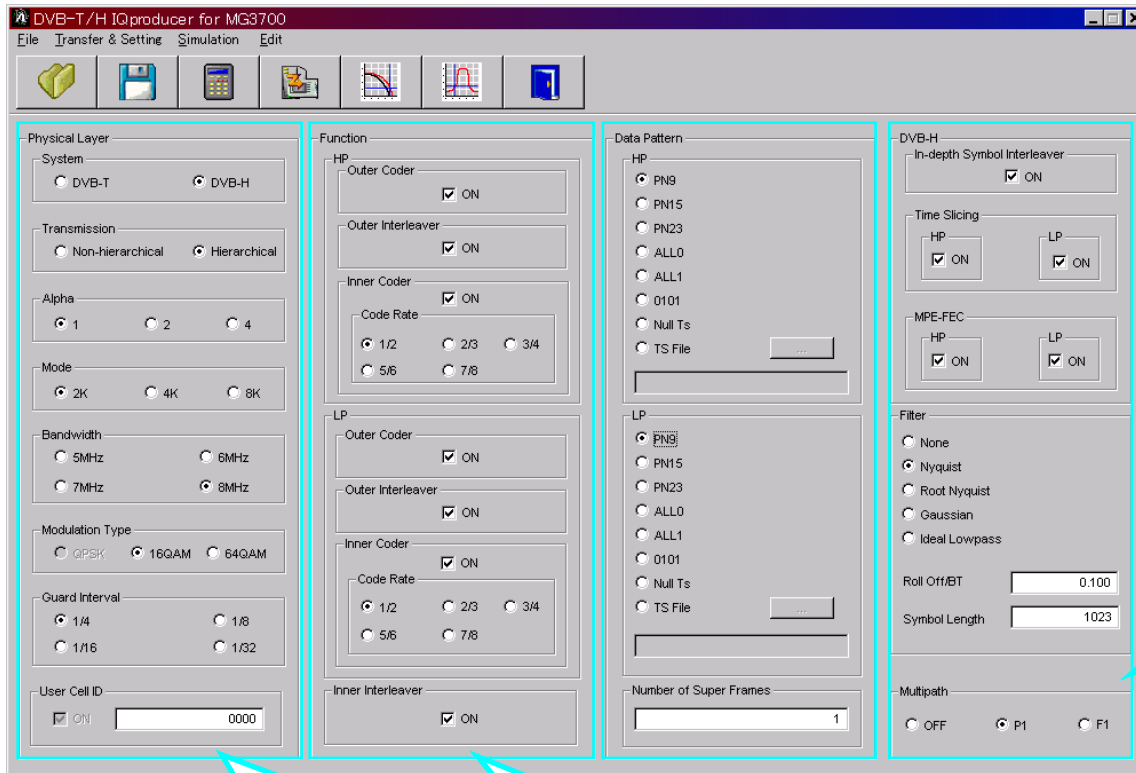 DVB-T/H IQproducer for MG3700
File Transfer & Setting Simulation Edit
Physical Layer
System
DVB-T DVB-H
Transmission
Non-hierarchical Hierarchical
Alpha
1 2 4
Mode
2K 4K 8K
Bandwidth
5MHz 6MHz
7MHz 8MHz
Modulation Type
QPSK 16QAM 64QAM
Guard Interval
1/4 1/8
1/16 1/32
User Cell ID
ON 0000
Function
HP
Outer Coder
ON
Outer Interleaver
ON
Inner Coder
ON
Code Rate
1/2 2/3 3/4
5/6 7/8
LP
Outer Coder
ON
Outer Interleaver
ON
Inner Coder
ON
Code Rate
1/2 2/3 3/4
5/6 7/8
Inner Interleaver
ON
Data Pattern
HP
PN9
PN15
PN23
ALL0
ALL1
0101
Null Ts
TS File ...
LP
PN9
PN15
PN23
ALL0
ALL1
0101
Null Ts
TS File ...
Number of Super Frames
1
DVB-H
In-depth Symbol Interleaver
ON
Time Slicing
HP LP
ON ON
MPE-FEC
HP LP
ON ON
Filter
None
Nyquist
Root Nyquist
Gaussian
Ideal Lowpass
Roll Off/BT 0.100
Symbol Length 1023
Multipath
OFF P1 F1